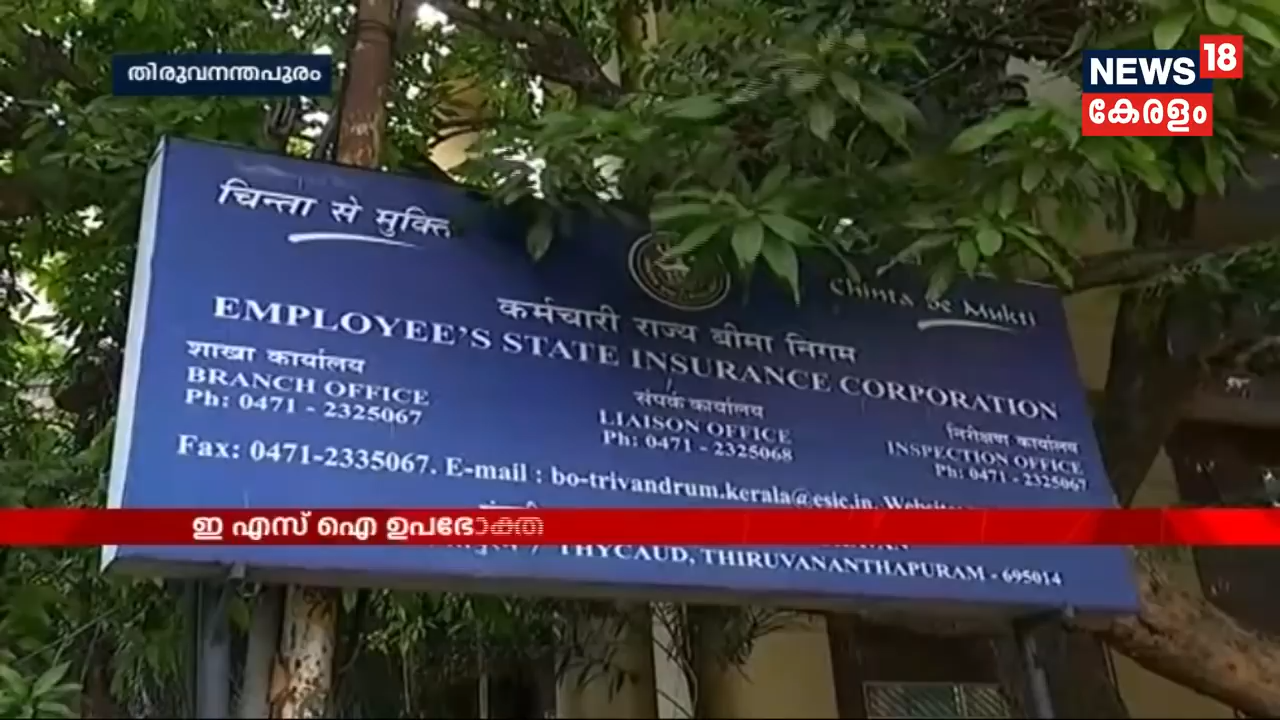 തിരുവനന്തപുരം
NEWS 18
കേരളം
चिन्ता से मुक्ति
Chinta se Mukti
कर्मचारी राज्य बीमा निगम
EMPLOYEE'S STATE INSURANCE CORPORATION
शाखा कार्यालय
BRANCH OFFICE
Ph: 0471 - 2325067
संपर्क कार्यालय
LIAISON OFFICE
Ph: 0471 - 2325068
निरीक्षण कार्यालय
INSPECTION OFFICE
Ph: 0471 - 2325067
Fax: 0471-2335067. E-mail : bo-trivandrum.kerala@esic.in. Website:
ഇ എസ് ഐ ഉപഭോക്ത
THYCAUD, THIRUVANANTHAPURAM - 695014